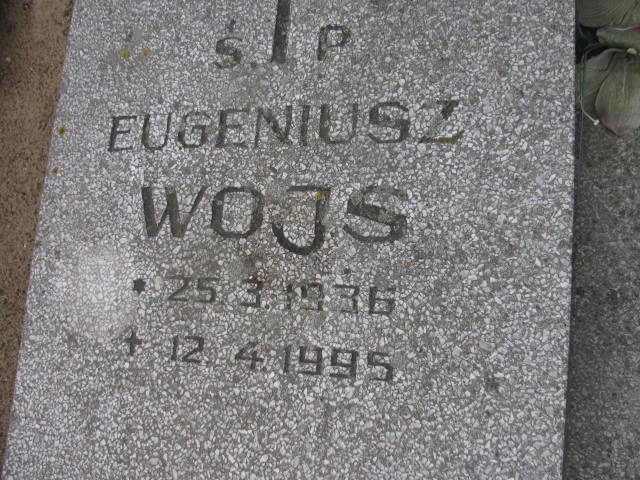 Ś. P
EUGENIUSZ
WOJS
* 25.3.1936
+ 12.4.1995